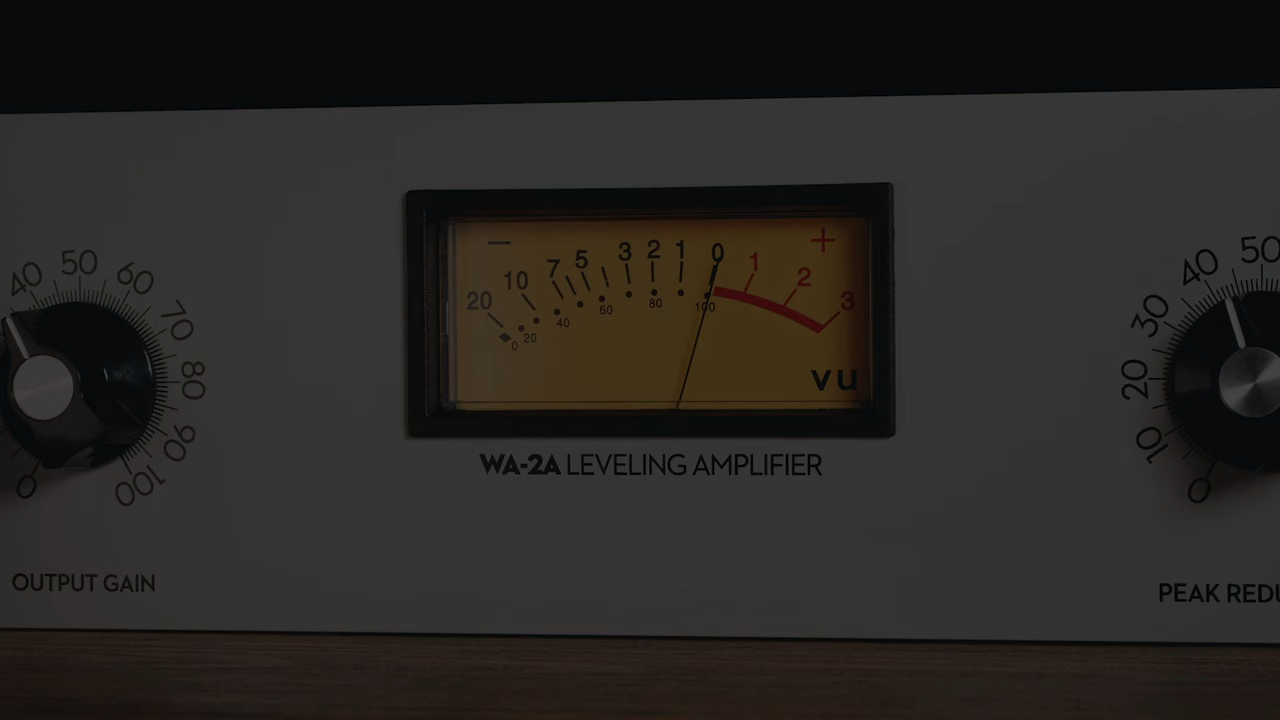 − 20 10 7 5 3 2 1 0 1 2 3 +
0 20 40 60 80 100
VU
WA-2A LEVELING AMPLIFIER
0 40 50 60 70 80 90 100
OUTPUT GAIN
0 10 20 30 40 50
PEAK